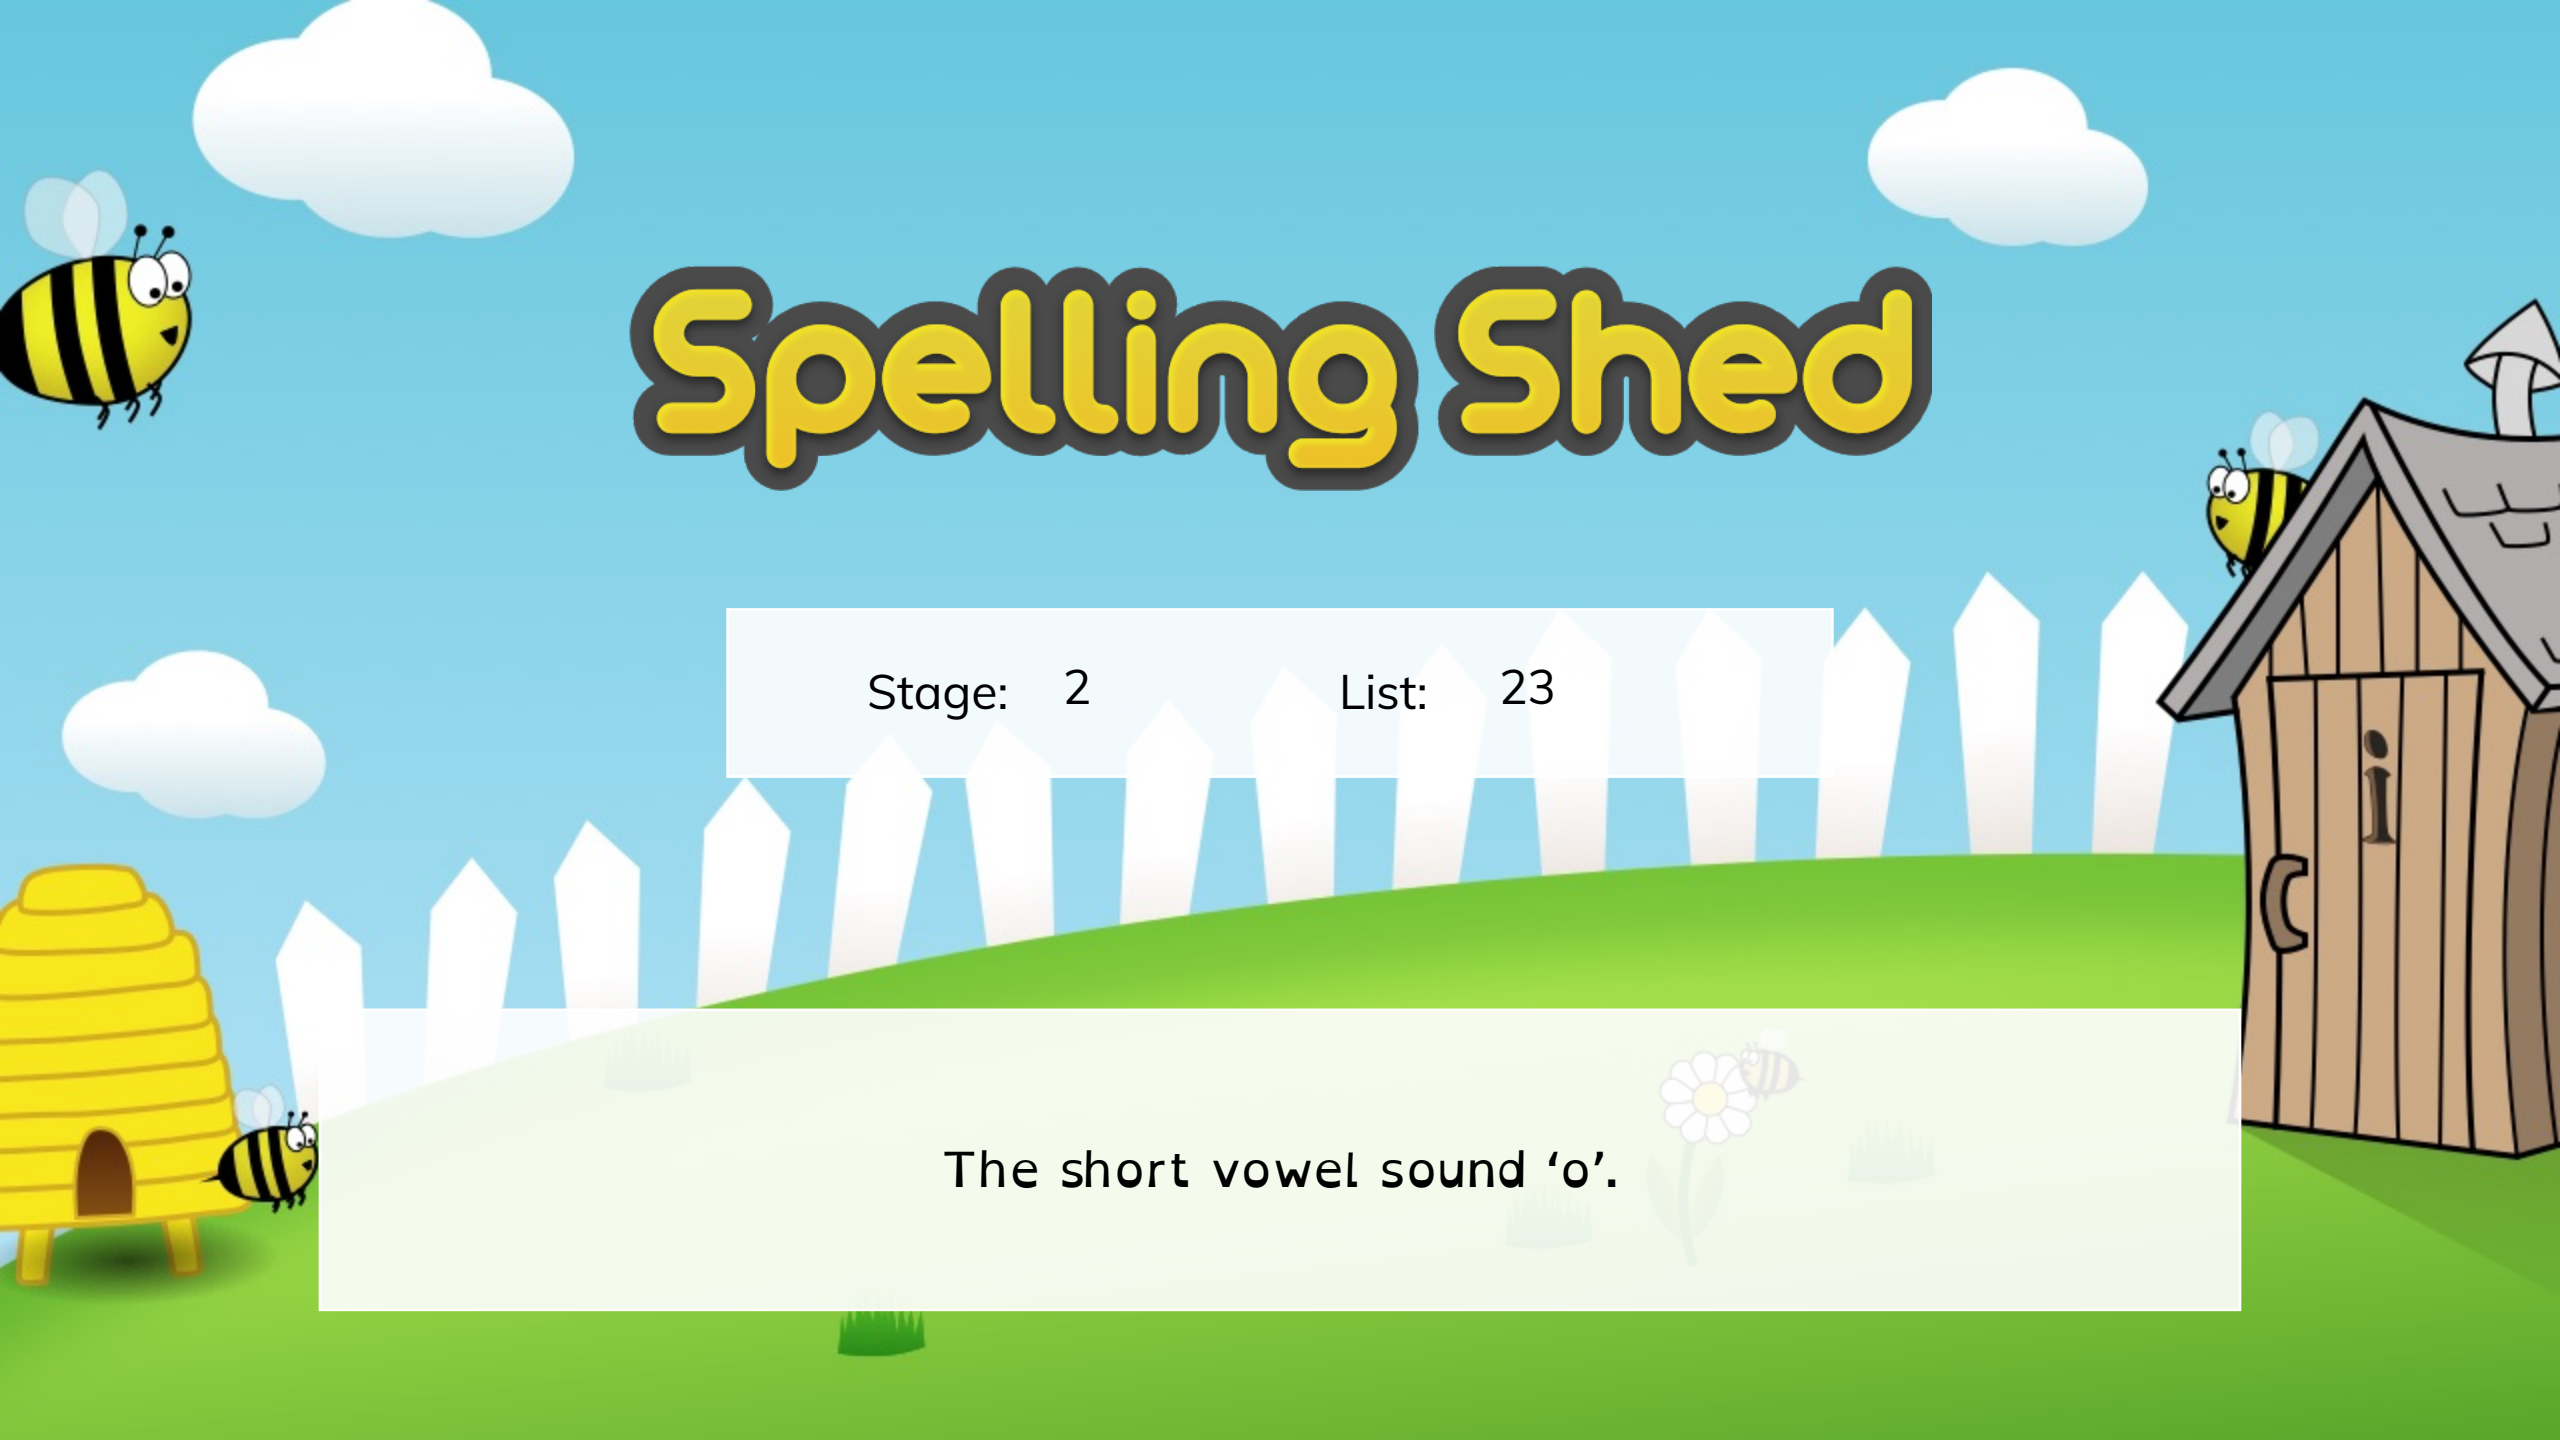 Spelling Shed
Stage: 2 List: 23
The short vowel sound ‘o’.
i